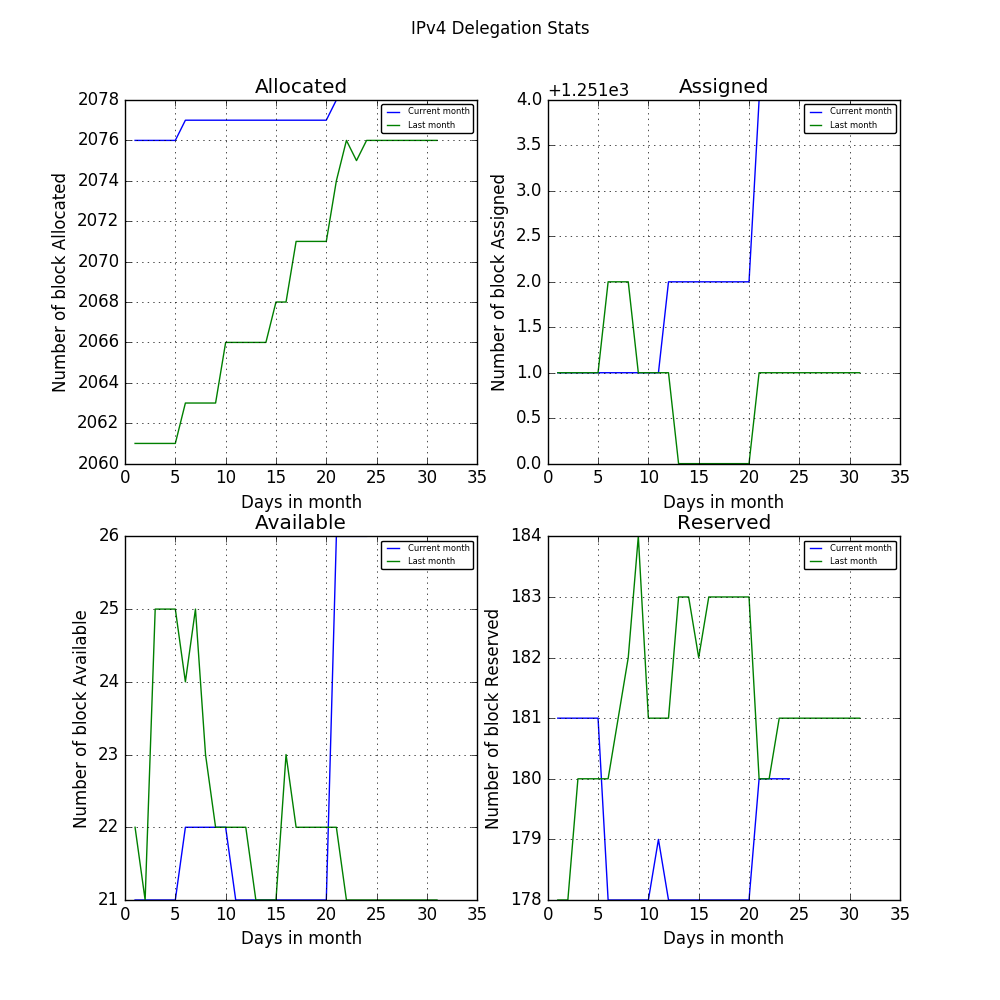 IPv4 Delegation Stats
Allocated
Number of block Allocated
2078
2076
2074
2072
2070
2068
2066
2064
2062
2060
Current month
Last month
0 5 10 15 20 25 30 35
Days in month
+1.251e3
Assigned
Number of block Assigned
4.0
3.5
3.0
2.5
2.0
1.5
1.0
0.5
0.0
Current month
Last month
0 5 10 15 20 25 30 35
Days in month
Available
Number of block Available
26
25
24
23
22
21
Current month
Last month
0 5 10 15 20 25 30 35
Days in month
Reserved
Number of block Reserved
184
183
182
181
180
179
178
Current month
Last month
0 5 10 15 20 25 30 35
Days in month